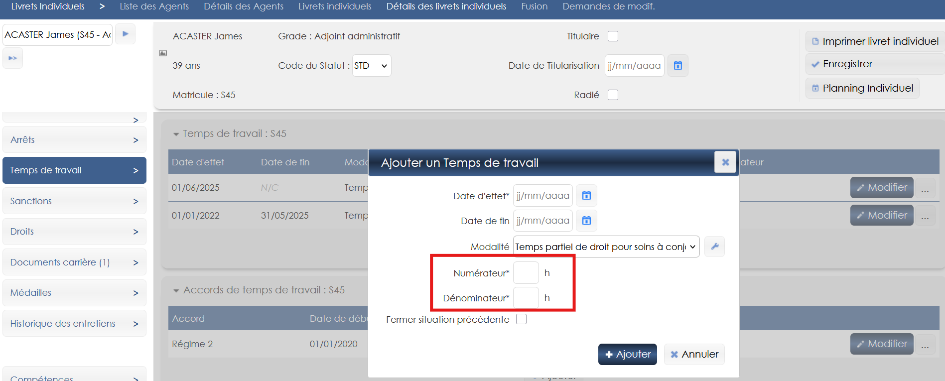 Livrets Individuels > Liste des Agents Détails des Agents Livrets individuels Détails des livrets individuels Fusion Demandes de modif.
ACASTER James (S45 - Ac
ACASTER James Grade : Adjoint administratif Titulaire
Imprimer livret individuel
39 ans Code du Statut : STD Date de Titularisation jj/mm/aaaa
Enregistrer
Planning Individuel
Matricule : S45 Radié
>
Arrêts >
Temps de travail >
Sanctions >
Droits >
Documents carrière (1) >
Médailles >
Historique des entretiens >
Compétences >
Temps de travail : S45
Date d'effet Date de fin Moda ateur
01/06/2025 N/C Temp Modifier ...
01/01/2022 31/05/2025 Temp Modifier ...
Accords de temps de travail : S45
Accord Date de débu
Régime 2 01/01/2020 Modifier ...
Ajouter un Temps de travail
Date d'effet* jj/mm/aaaa
Date de fin jj/mm/aaaa
Modalité Temps partiel de droit pour soins à conj
Numérateur* h
Dénominateur* h
Fermer situation précédente
Ajouter Annuler
Ajouter